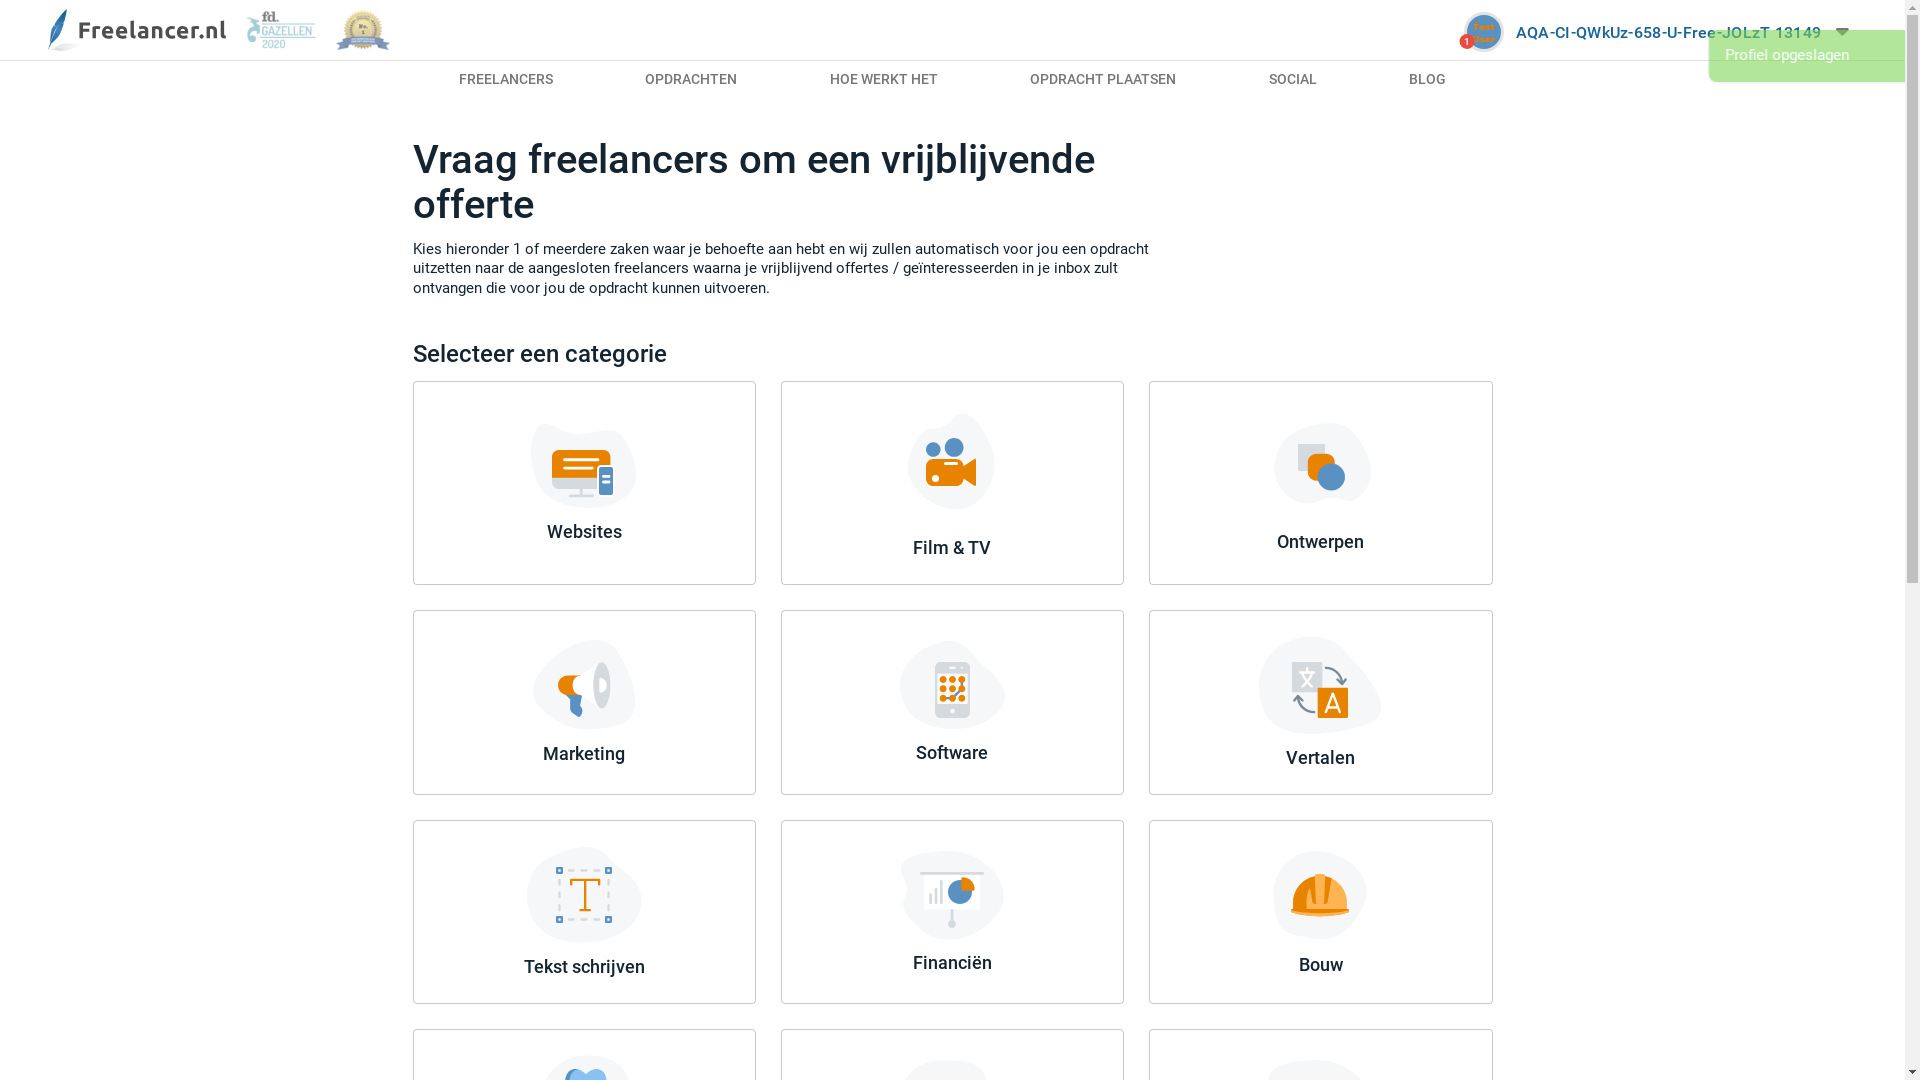 Freelancer.nl
fd.
GAZELLEN
2020
No.
1
1
AQA-CI-QWkUz-658-U-Free-JOLzT 13149
Profiel opgeslagen
FREELANCERS
OPDRACHTEN
HOE WERKT HET
OPDRACHT PLAATSEN
SOCIAL
BLOG
Vraag freelancers om een vrijblijvende
offerte
Kies hieronder 1 of meerdere zaken waar je behoefte aan hebt en wij zullen automatisch voor jou een opdracht
uitzetten naar de aangesloten freelancers waarna je vrijblijvend offertes / geïnteresseerden in je inbox zult
ontvangen die voor jou de opdracht kunnen uitvoeren.
Selecteer een categorie
Websites
Film & TV
Ontwerpen
Marketing
Software
文
A
Vertalen
T
Tekst schrijven
Financiën
Bouw